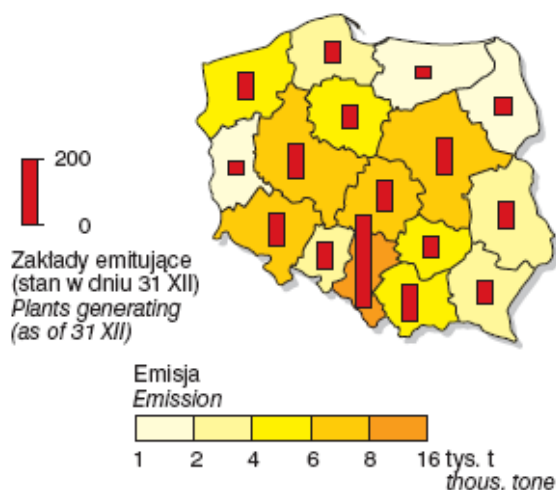 200
0
Zakłady emitujące
(stan w dniu 31 XII)
Plants generating
(as of 31 XII)
Emisja
Emission
1 2 4 6 8 16 tys. t
thous. tone